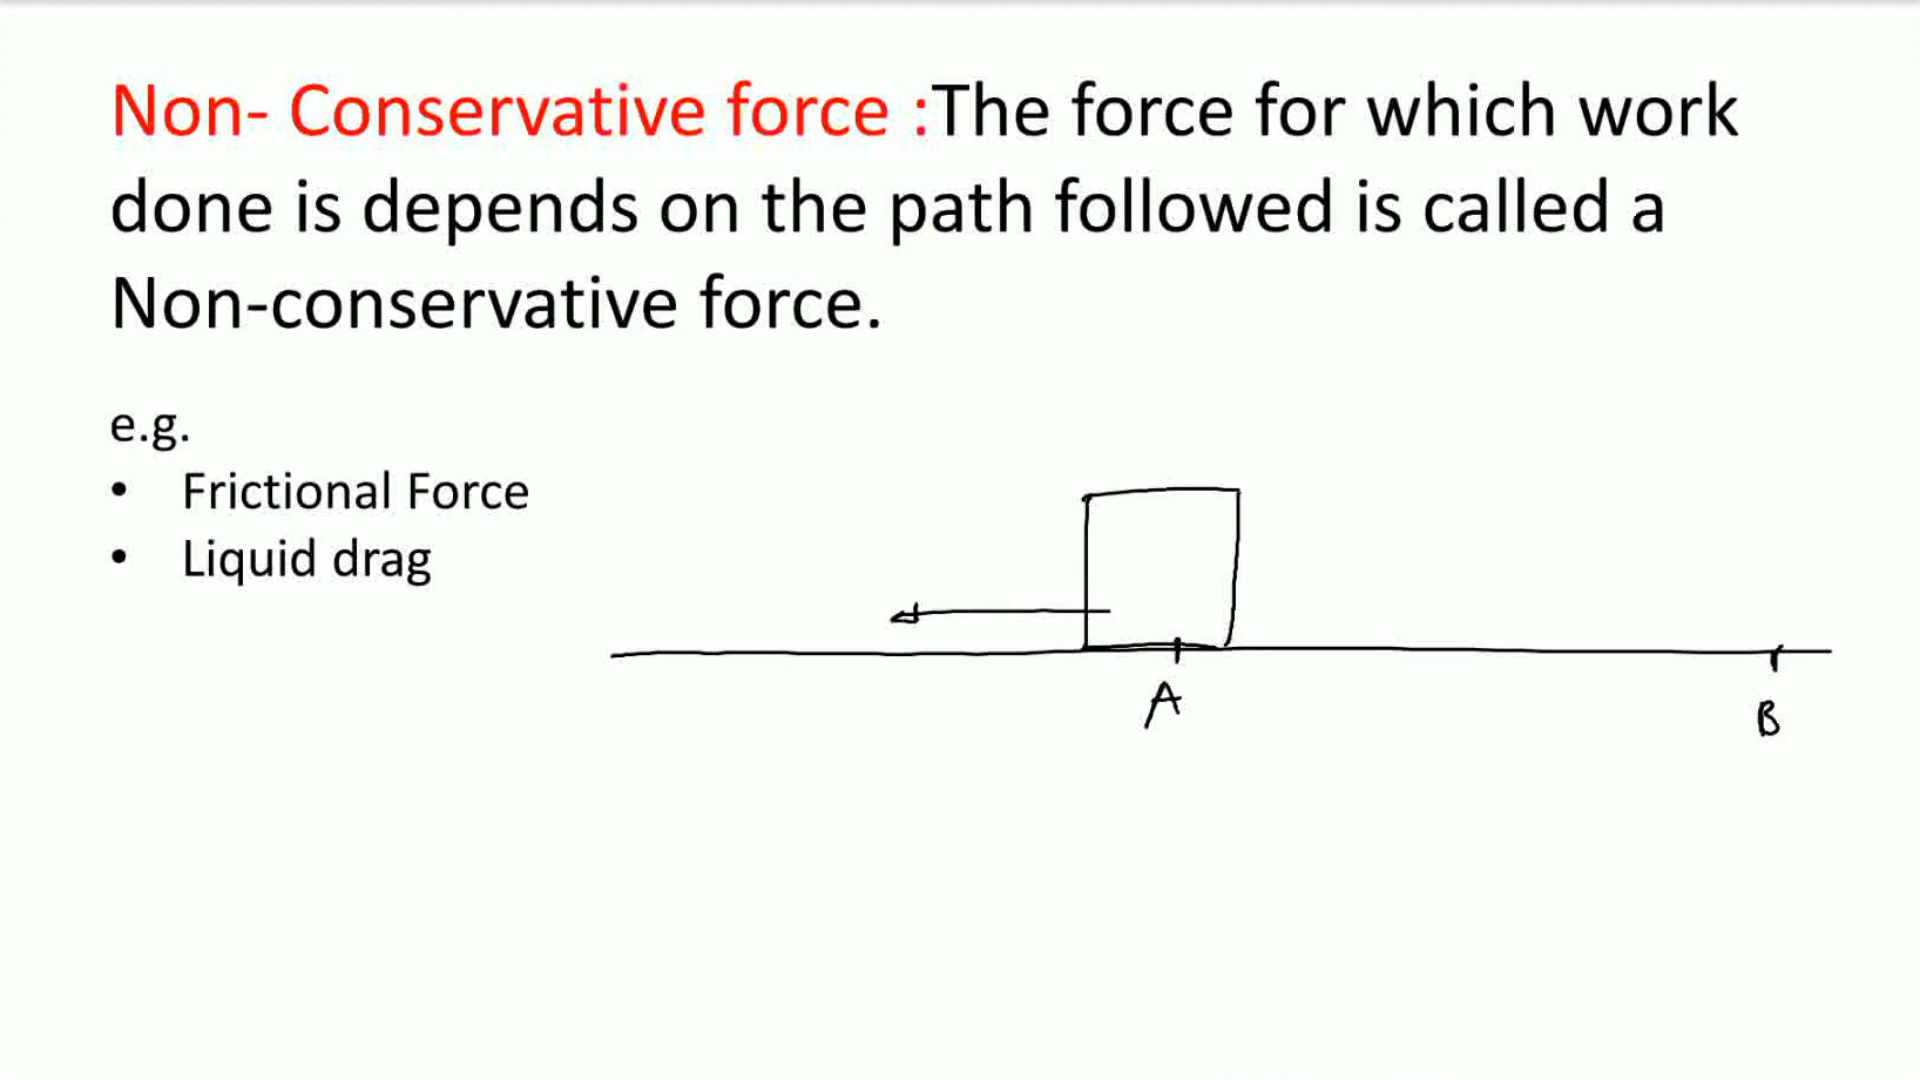 Non- Conservative force :The force for which work
done is depends on the path followed is called a
Non-conservative force.
e.g.
• Frictional Force
• Liquid drag
A
B